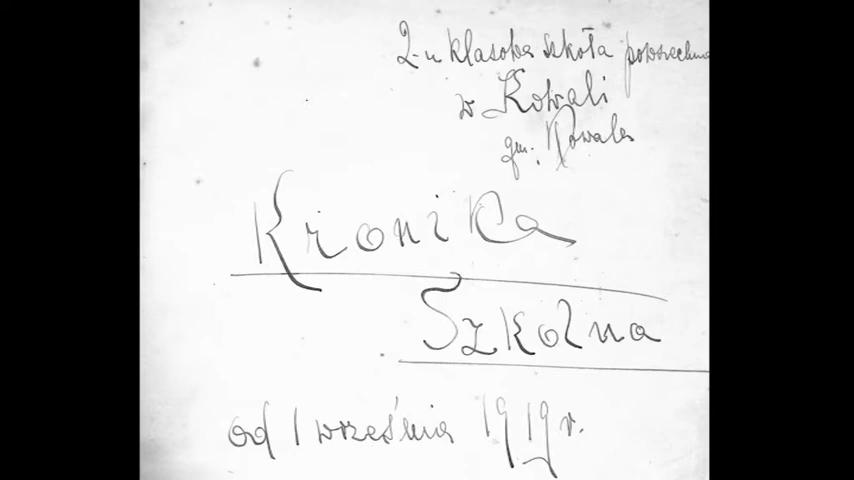 2-u klasowa szkoła powszechna
w Kowali
gm. Kowala
Kronika
Szkolna
od 1 września 1919 r.